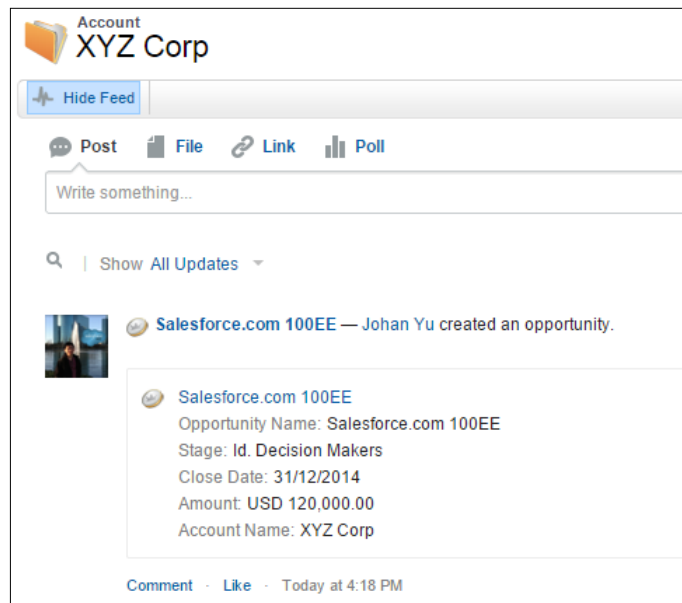 Account
XYZ Corp
Hide Feed
Post File Link Poll
Write something...
| Show All Updates
Salesforce.com 100EE — Johan Yu created an opportunity.
Salesforce.com 100EE
Opportunity Name: Salesforce.com 100EE
Stage: Id. Decision Makers
Close Date: 31/12/2014
Amount: USD 120,000.00
Account Name: XYZ Corp
Comment · Like · Today at 4:18 PM